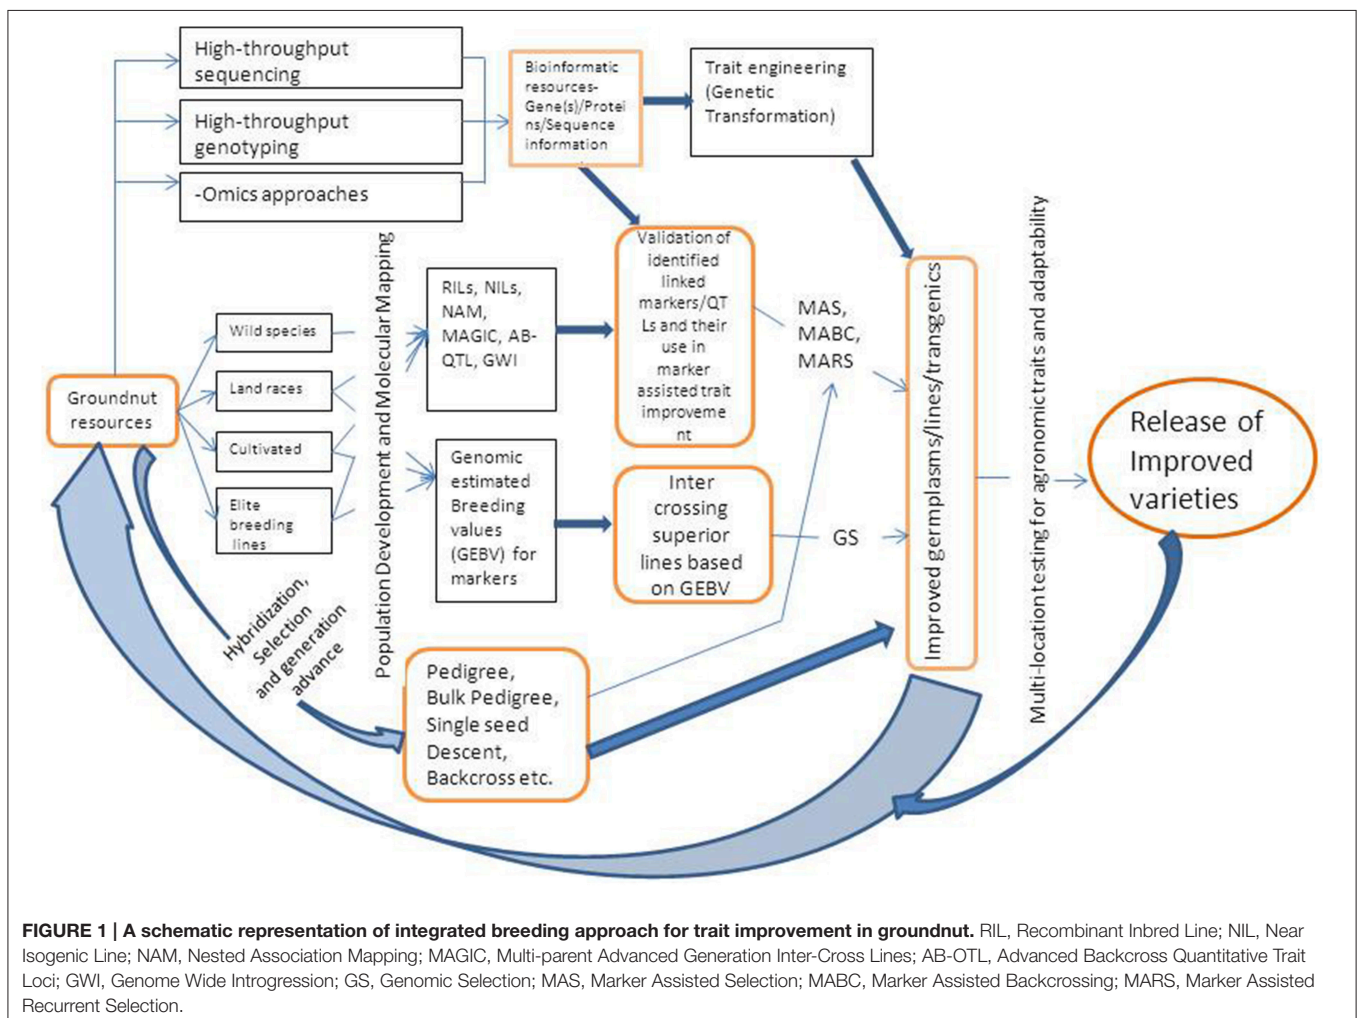 High-throughput
sequencing
High-throughput
genotyping
-Omics approaches
Bioinformatic
resources-
Gene(s)/Protei
ns/Sequence
information
Trait engineering
(Genetic
Transformation)
Groundnut
resources
Wild species
Land races
Cultivated
Elite
breeding
lines
Population Development and Molecular Mapping
RILs, NILs,
NAM,
MAGIC, AB-
QTL, GWI
Genomic
estimated
Breeding
values
(GEBV) for
markers
Validation of
identified
linked
markers/QT
Ls and their
use in
marker
assisted trait
improveme
nt
Inter
crossing
superior
lines based
on GEBV
MAS,
MABC,
MARS
GS
Improved germplasms/lines/transgenics
Multi-location testing for agronomic traits and adaptability
Release of
Improved
varieties
Hybridization,
Selection
and generation
advance
Pedigree,
Bulk Pedigree,
Single seed
Descent,
Backcross etc.
FIGURE 1 | A schematic representation of integrated breeding approach for trait improvement in groundnut. RIL, Recombinant Inbred Line; NIL, Near
Isogenic Line; NAM, Nested Association Mapping; MAGIC, Multi-parent Advanced Generation Inter-Cross Lines; AB-OTL, Advanced Backcross Quantitative Trait
Loci; GWI, Genome Wide Introgression; GS, Genomic Selection; MAS, Marker Assisted Selection; MABC, Marker Assisted Backcrossing; MARS, Marker Assisted
Recurrent Selection.